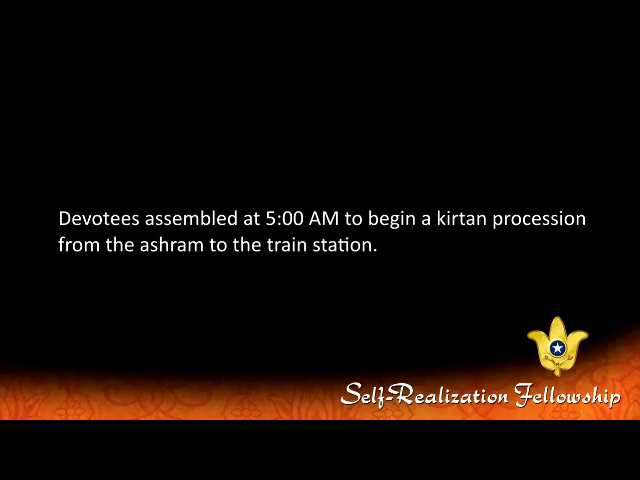 Devotees assembled at 5:00 AM to begin a kirtan procession
from the ashram to the train station.
Self-Realization Fellowship